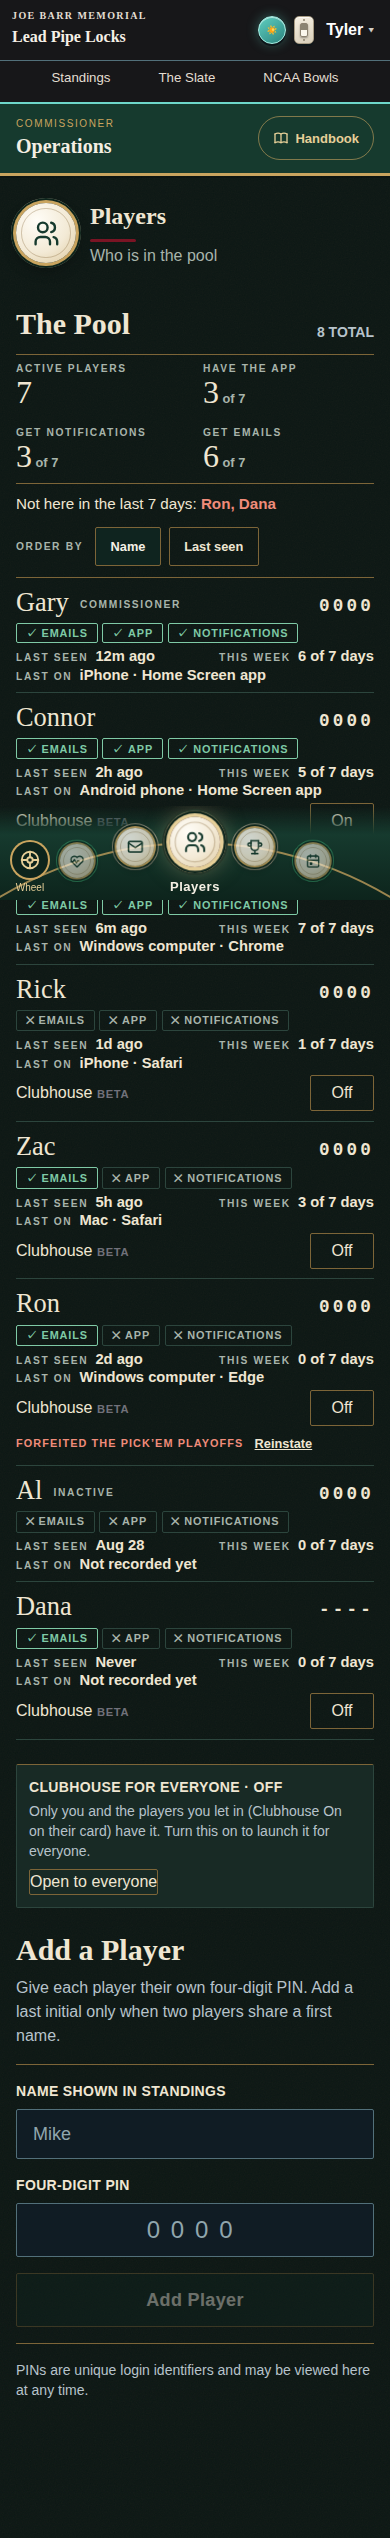 JOE BARR MEMORIAL
Lead Pipe Locks
Tyler
Standings The Slate NCAA Bowls
COMMISSIONER
Operations
Handbook
Players
Who is in the pool
The Pool 8 TOTAL
ACTIVE PLAYERS HAVE THE APP
7 3 of 7
GET NOTIFICATIONS GET EMAILS
3 of 7 6 of 7
Not here in the last 7 days: Ron, Dana
ORDER BY Name Last seen
Gary COMMISSIONER 0000
✓ EMAILS ✓ APP ✓ NOTIFICATIONS
LAST SEEN 12m ago THIS WEEK 6 of 7 days
LAST ON iPhone · Home Screen app
Connor 0000
✓ EMAILS ✓ APP ✓ NOTIFICATIONS
LAST SEEN 2h ago THIS WEEK 5 of 7 days
LAST ON Android phone · Home Screen app
Clubhouse BETA On
Wheel Players
✓ EMAILS ✓ APP ✓ NOTIFICATIONS
LAST SEEN 6m ago THIS WEEK 7 of 7 days
LAST ON Windows computer · Chrome
Rick 0000
✕ EMAILS ✕ APP ✕ NOTIFICATIONS
LAST SEEN 1d ago THIS WEEK 1 of 7 days
LAST ON iPhone · Safari
Clubhouse BETA Off
Zac 0000
✓ EMAILS ✕ APP ✕ NOTIFICATIONS
LAST SEEN 5h ago THIS WEEK 3 of 7 days
LAST ON Mac · Safari
Clubhouse BETA Off
Ron 0000
✓ EMAILS ✕ APP ✕ NOTIFICATIONS
LAST SEEN 2d ago THIS WEEK 0 of 7 days
LAST ON Windows computer · Edge
Clubhouse BETA Off
FORFEITED THE PICK'EM PLAYOFFS Reinstate
Al INACTIVE 0000
✕ EMAILS ✕ APP ✕ NOTIFICATIONS
LAST SEEN Aug 28 THIS WEEK 0 of 7 days
LAST ON Not recorded yet
Dana ----
✓ EMAILS ✕ APP ✕ NOTIFICATIONS
LAST SEEN Never THIS WEEK 0 of 7 days
LAST ON Not recorded yet
Clubhouse BETA Off
CLUBHOUSE FOR EVERYONE · OFF
Only you and the players you let in (Clubhouse On
on their card) have it. Turn this on to launch it for
everyone.
Open to everyone
Add a Player
Give each player their own four-digit PIN. Add a
last initial only when two players share a first
name.
NAME SHOWN IN STANDINGS
Mike
FOUR-DIGIT PIN
0000
Add Player
PINs are unique login identifiers and may be viewed here
at any time.